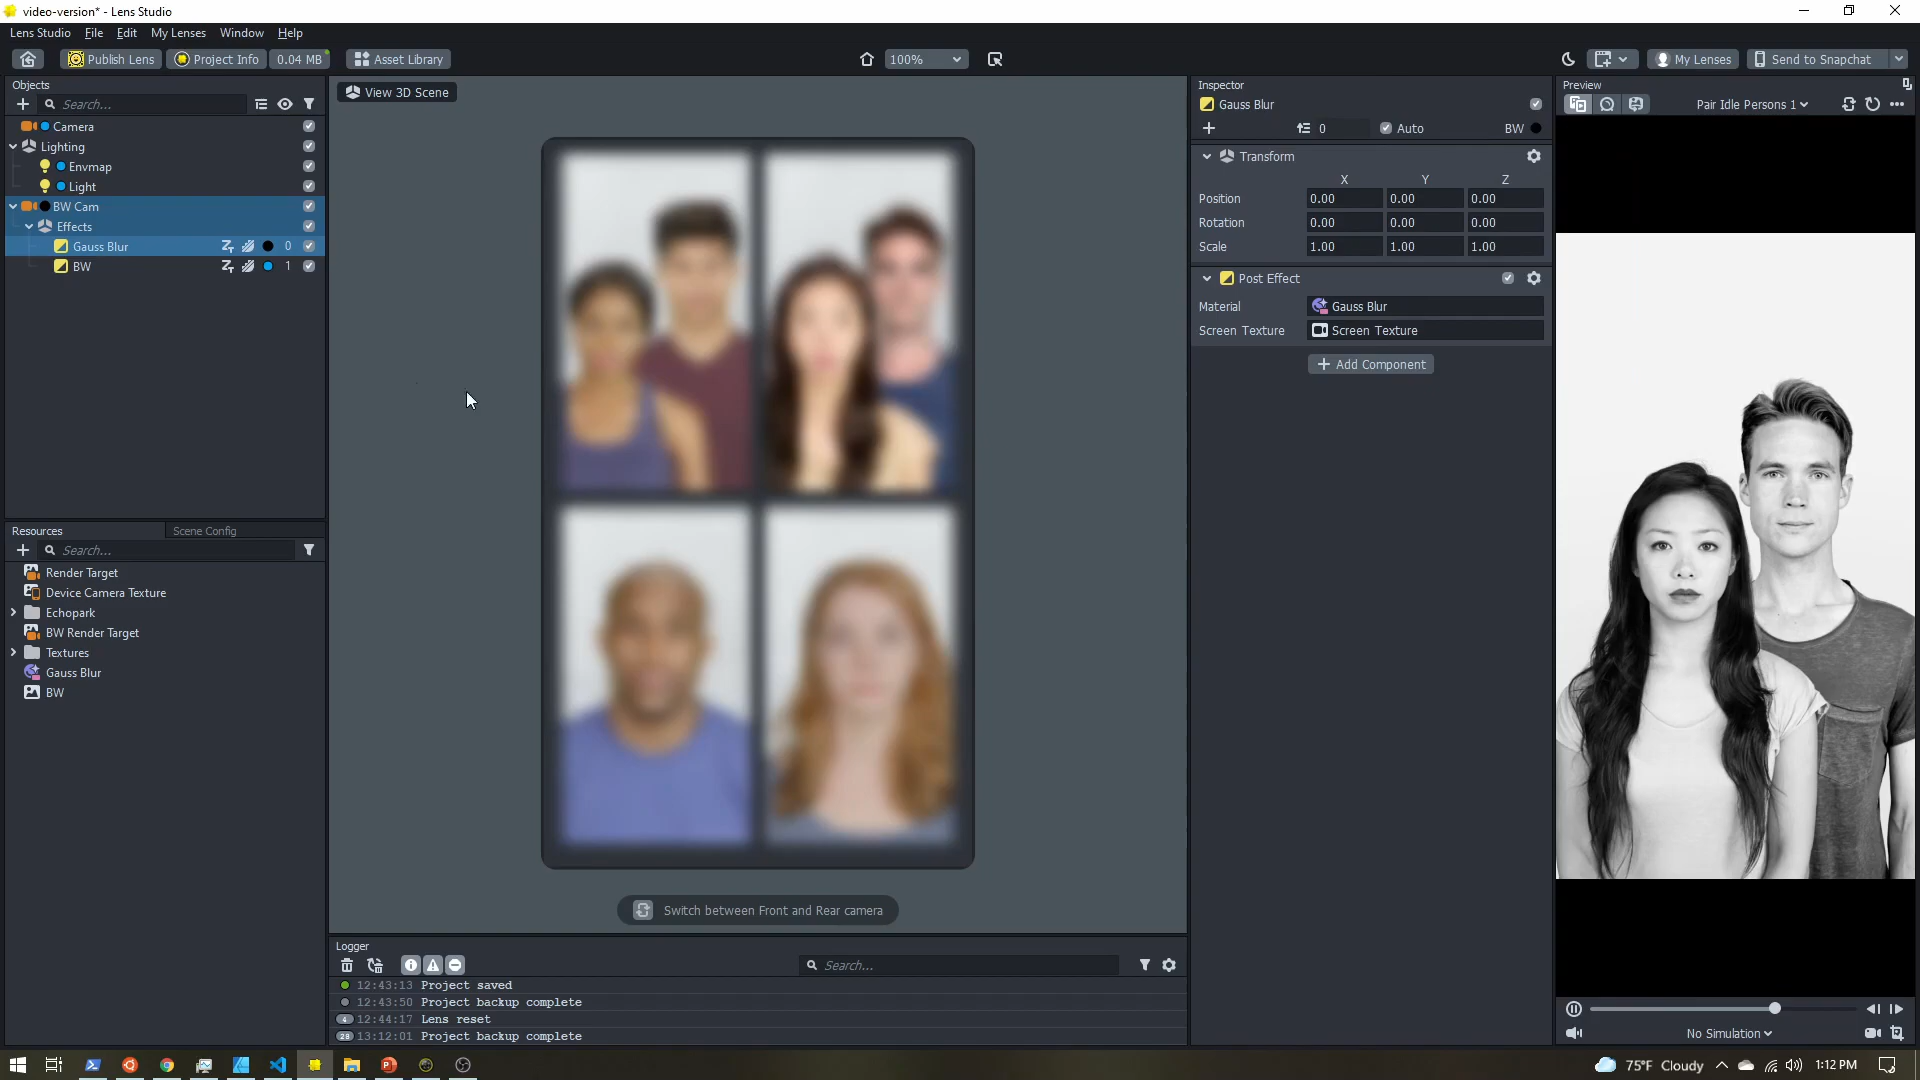 video-version* - Lens Studio
Lens Studio File Edit My Lenses Window Help
Publish Lens Project Info 0.04 MB Asset Library 100% My Lenses Send to Snapchat
Objects
Search...
Camera
Lighting
Envmap
Light
BW Cam
Effects
Gauss Blur 0
BW 1
Resources Scene Config
Search...
Render Target
Device Camera Texture
Echopark
BW Render Target
Textures
Gauss Blur
BW
View 3D Scene
Switch between Front and Rear camera
Logger
Search...
12:43:13 Project saved
12:43:50 Project backup complete
4 12:44:17 Lens reset
28 13:12:01 Project backup complete
Inspector
Gauss Blur
0 Auto BW
Transform
X Y Z
Position 0.00 0.00 0.00
Rotation 0.00 0.00 0.00
Scale 1.00 1.00 1.00
Post Effect
Material Gauss Blur
Screen Texture Screen Texture
+ Add Component
Preview
Pair Idle Persons 1
No Simulation
75°F Cloudy 1:12 PM